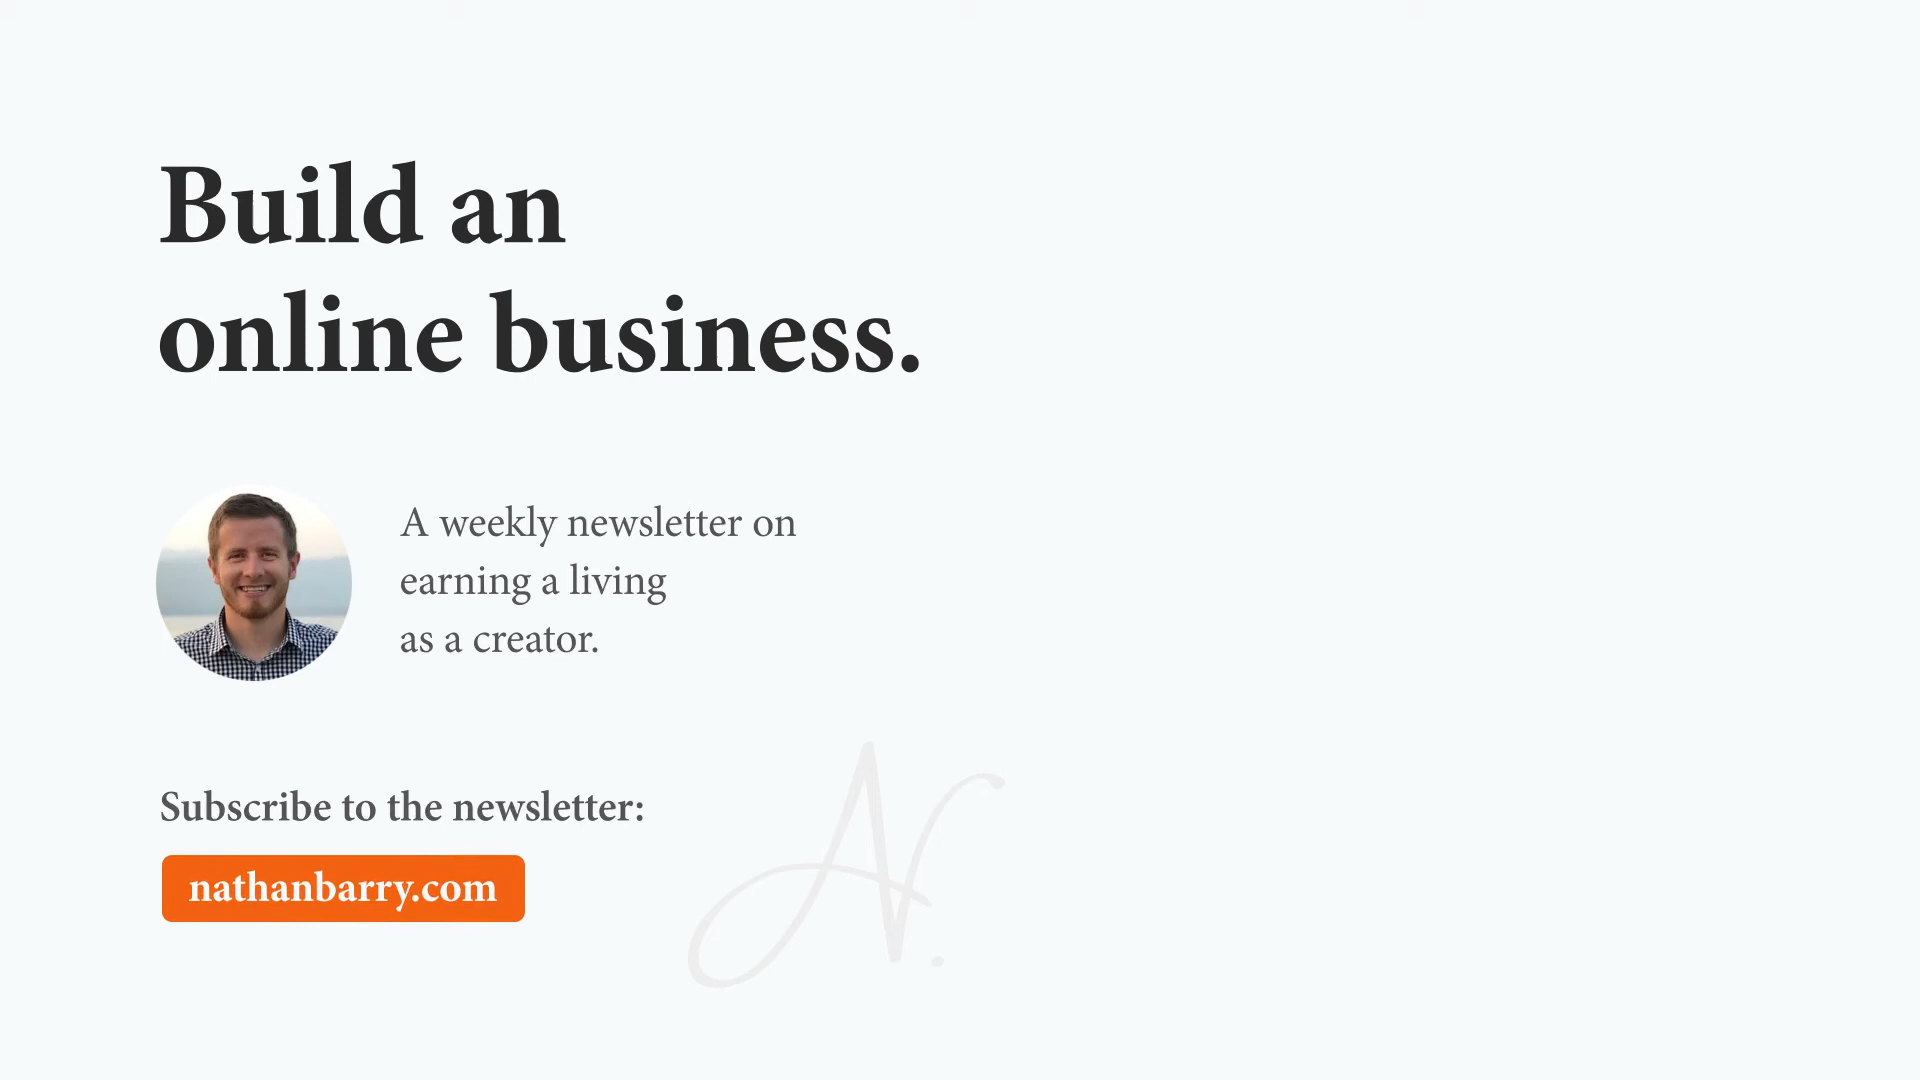 Build an
online business.
A weekly newsletter on
earning a living
as a creator.
Subscribe to the newsletter:
nathanbarry.com
N.